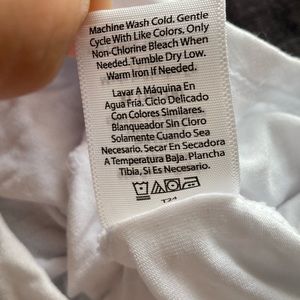 Machine Wash Cold. Gentle
Cycle With Like Colors, Only
Non-Chlorine Bleach When
Needed. Tumble Dry Low.
Warm Iron if Needed.
Lavar A Máquina En
Agua Fría. Ciclo Delicado
Con Colores Similares.
Blanqueador Sin Cloro
Solamente Cuando Sea
Necesario. Secar En Secadora
A Temperatura Baja. Plancha
Tibia, Si Es Necesario.
T24